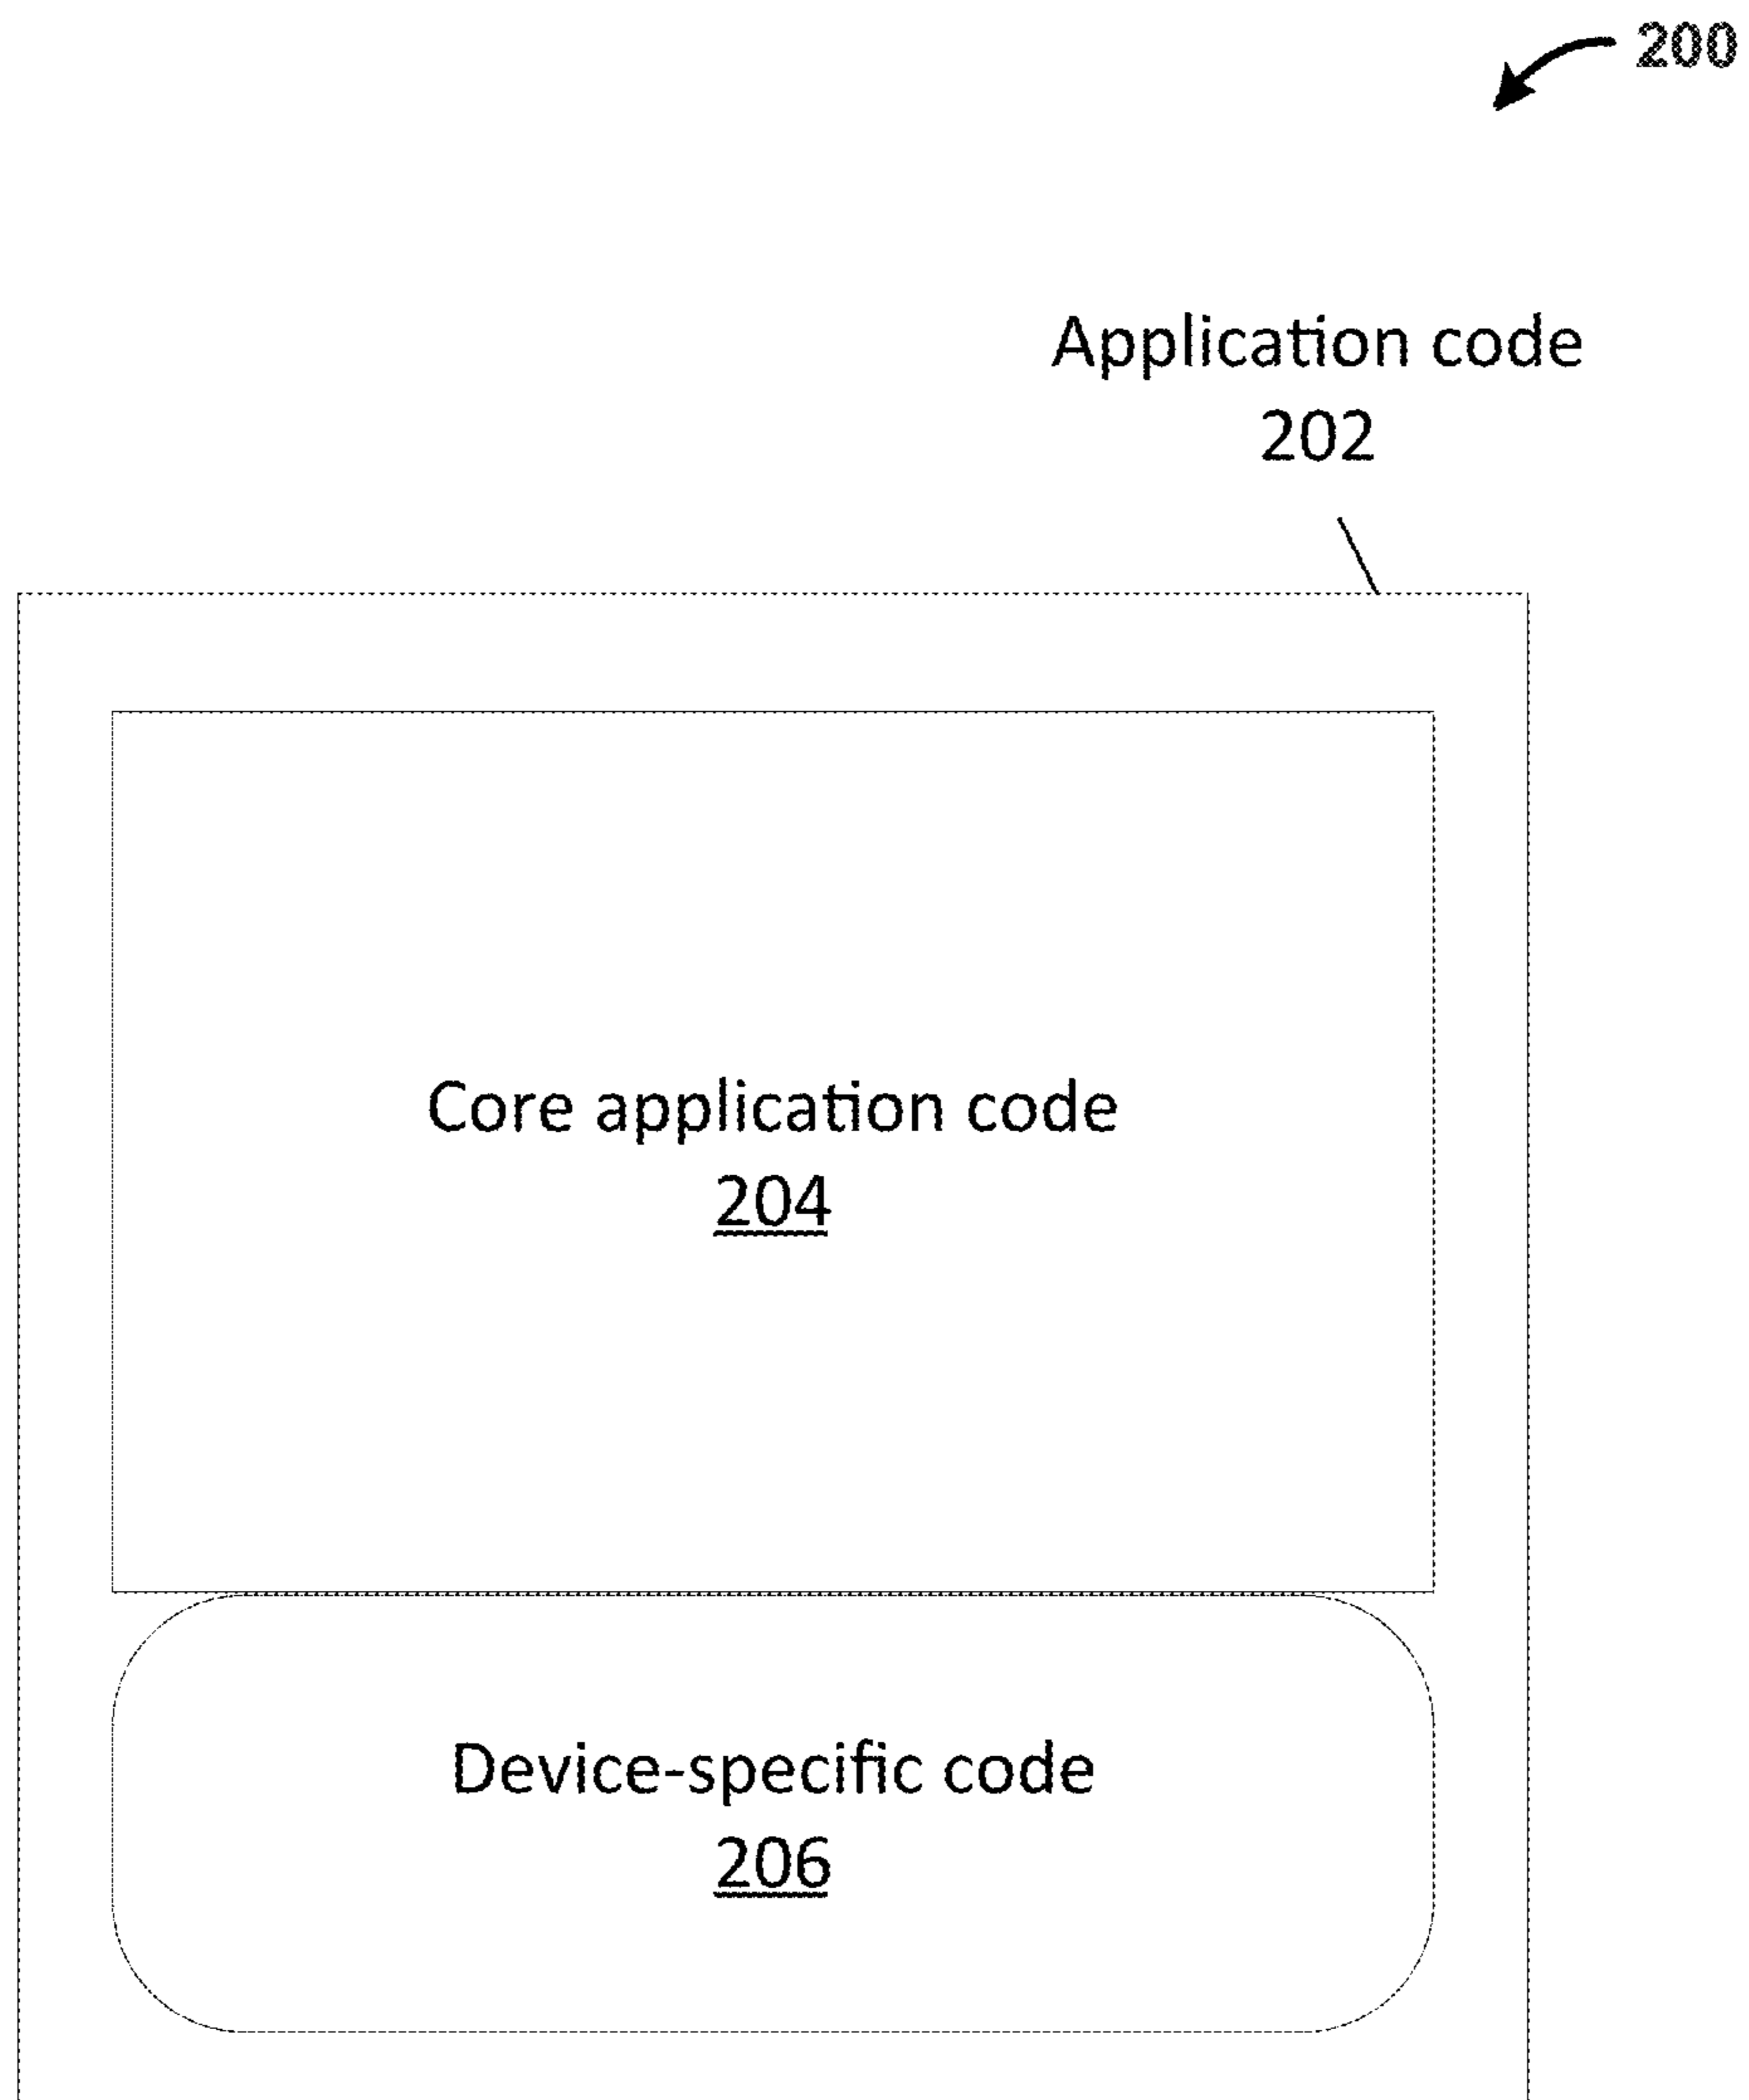 200
Application code
202
Core application code
204
Device-specific code
206